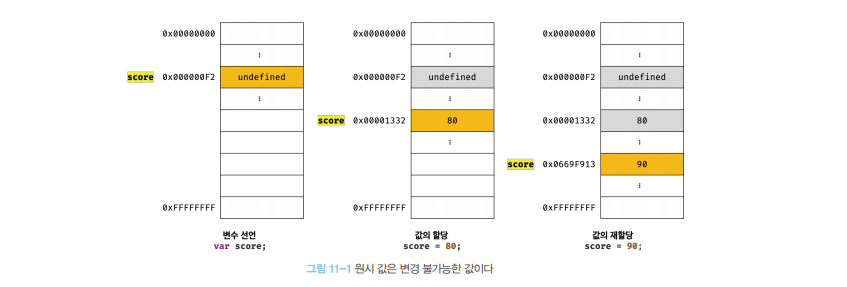 0x00000000
⋮
score 0x000000F2 undefined
⋮
0xFFFFFFFF
변수 선언
var score;
0x00000000
⋮
0x000000F2 undefined
⋮
score 0x00001332 80
⋮
0xFFFFFFFF
값의 할당
score = 80;
0x00000000
⋮
0x000000F2 undefined
⋮
0x00001332 80
⋮
score 0x0669F913 90
⋮
0xFFFFFFFF
값의 재할당
score = 90;
그림 11-1 원시 값은 변경 불가능한 값이다